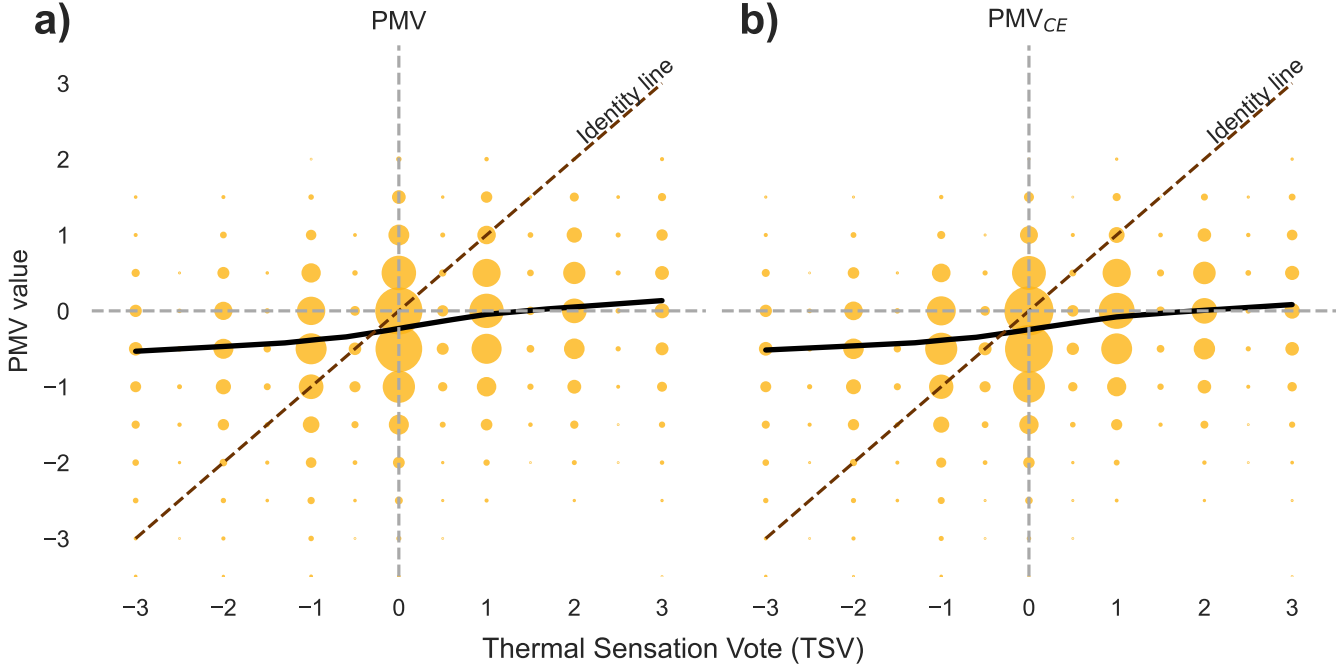 a)
PMV
b)
PMV_CE
Identity line
Identity line
PMV value
3
2
1
0
−1
−2
−3
−3 −2 −1 0 1 2 3
−3 −2 −1 0 1 2 3
Thermal Sensation Vote (TSV)